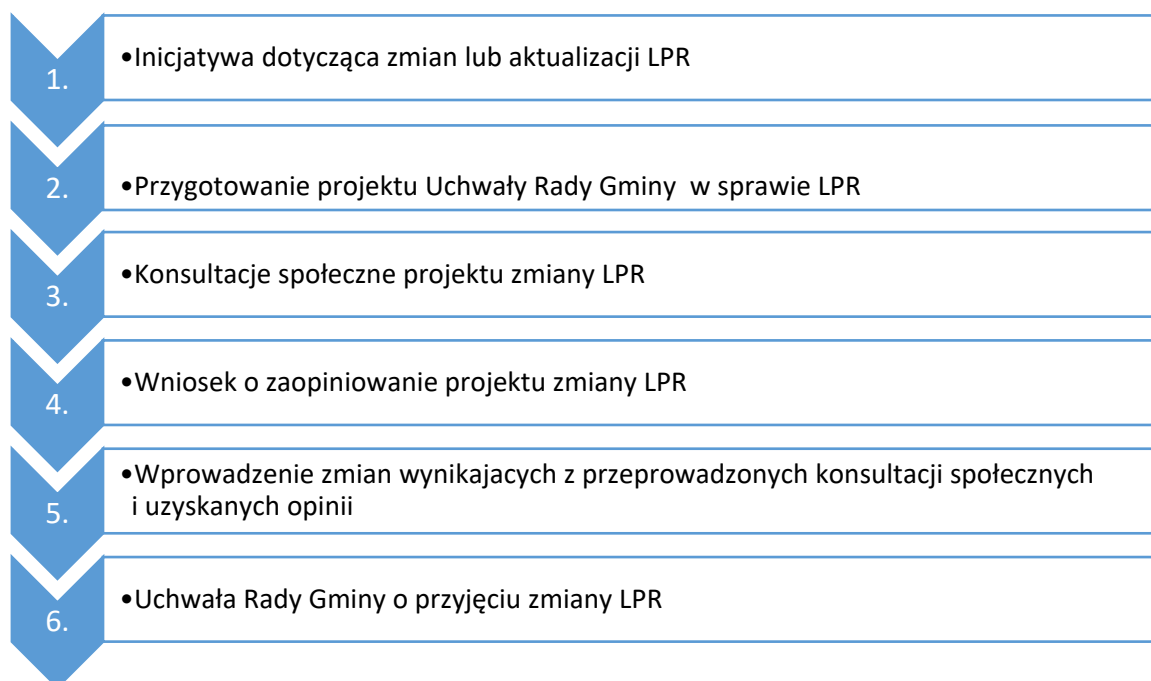 1.
•Inicjatywa dotycząca zmian lub aktualizacji LPR
2.
•Przygotowanie projektu Uchwały Rady Gminy  w sprawie LPR
3.
•Konsultacje społeczne projektu zmiany LPR
4.
•Wniosek o zaopiniowanie projektu zmiany LPR
5.
•Wprowadzenie zmian wynikajacych z przeprowadzonych konsultacji społecznych
i uzyskanych opinii
6.
•Uchwała Rady Gminy o przyjęciu zmiany LPR